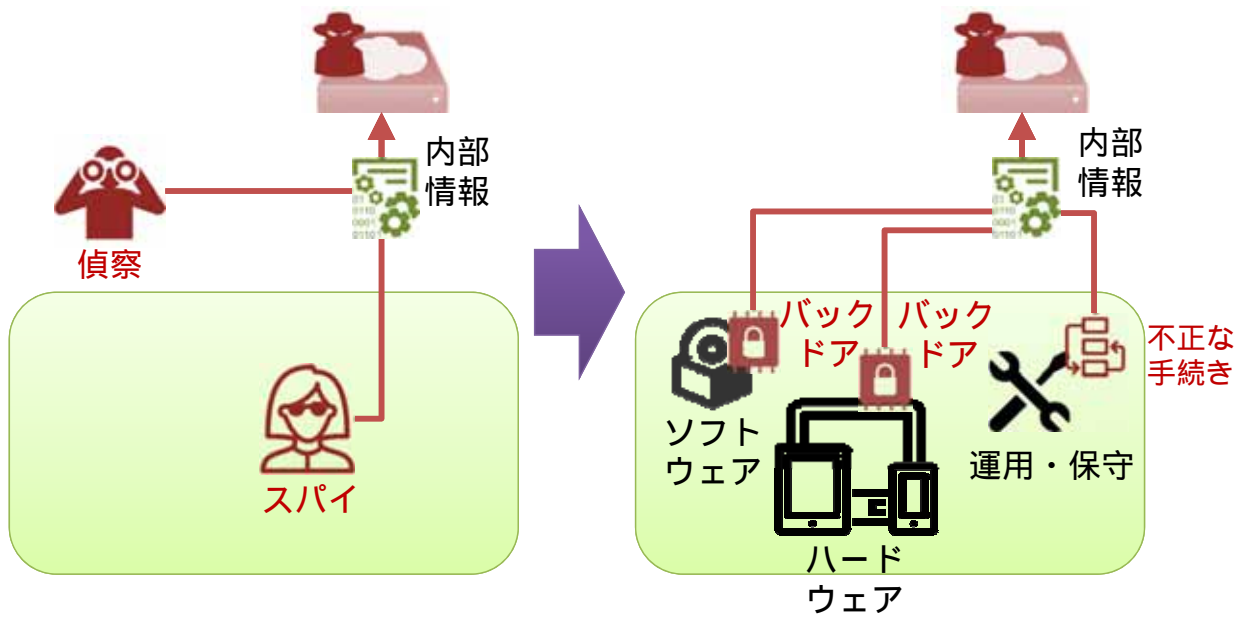 内部
情報
偵察
スパイ
内部
情報
バック
ドア
バック
ドア
不正な
手続き
ソフト
ウェア
運用・保守
ハード
ウェア